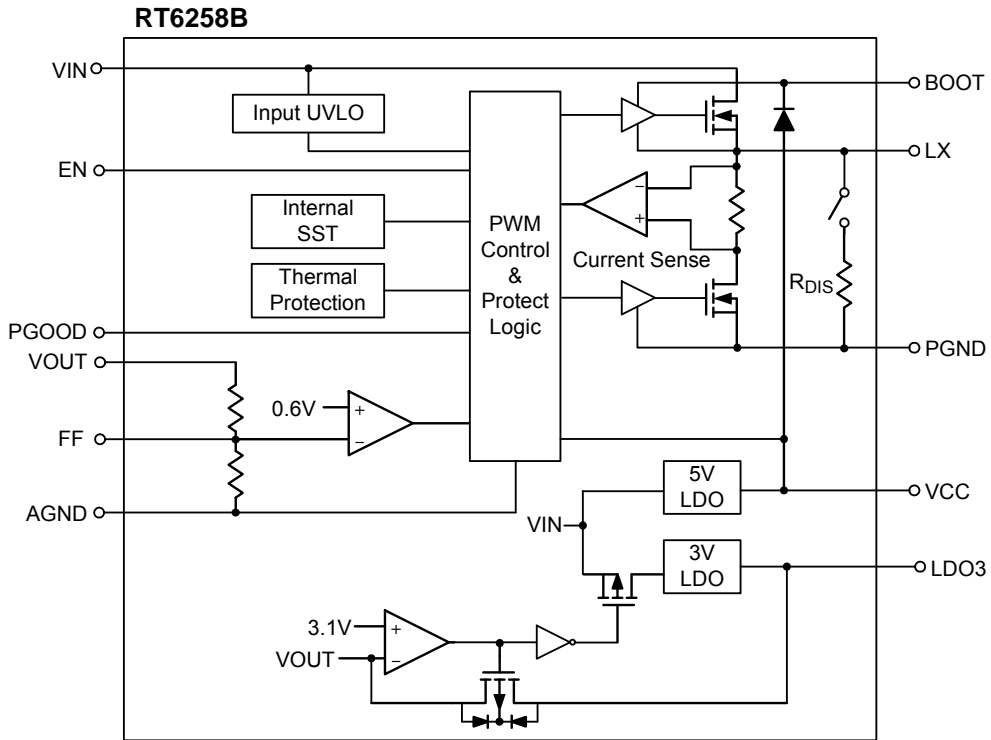 RT6258B
VIN
BOOT
Input UVLO
LX
EN
Internal
SST
PWM
Control
&
Protect
Logic
−
+
Current Sense
Thermal
Protection
RDIS
PGOOD
PGND
VOUT
0.6V
+
−
FF
5V
LDO
VCC
AGND
VIN
3V
LDO
LDO3
3.1V
+
VOUT
−